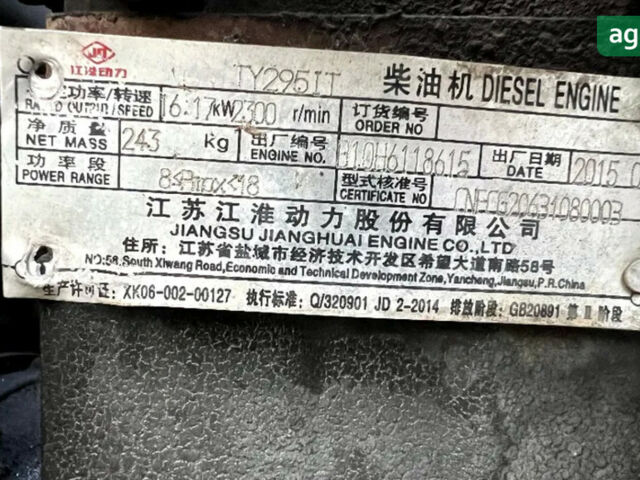 ag
JD
江淮动力
TY295IT 柴油机 DIESEL ENGINE
功率/转速 16.17kW 2300 r/min 订货编号
RATED OUTPUT/SPEED ORDER NO
净质量 243 kg 出厂编号 H10H6118615 出厂日期 2015
NET MASS ENGINE NO. DATE
功率段 8≤Pmax<18 型式核准号
POWER RANGE CERTIFICATE NO
江苏江淮动力股份有限公司
JIANGSU JIANGHUAI ENGINE CO.,LTD
住所：江苏省盐城市经济技术开发区希望大道南路58号
NO:58,South Xiwang Road,Economic and Technical Development Zone,Yancheng,Jiangsu,P.R.China
生产许可证: XK06-002-00127 执行标准: Q/320901 JD 2-2014 排放阶段: GB20891 第Ⅱ阶段